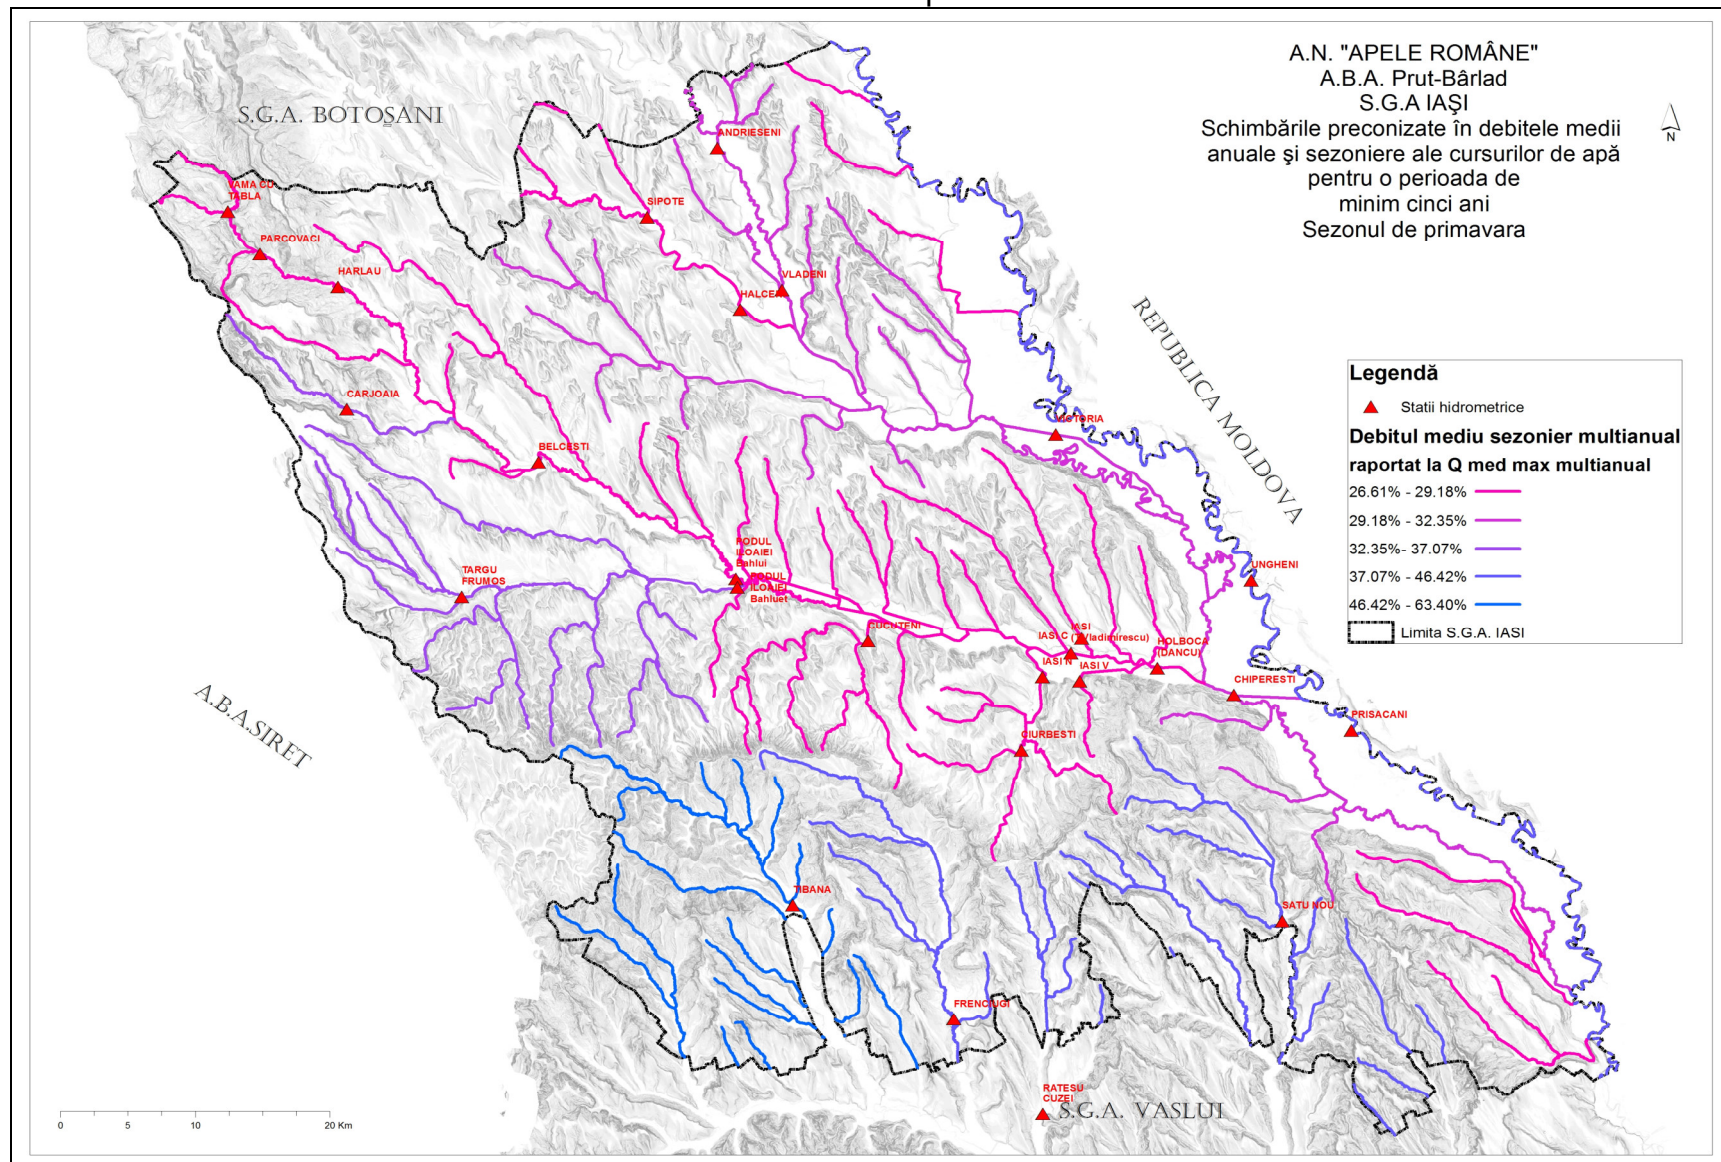 A.N. "APELE ROMÂNE"
A.B.A. Prut-Bârlad
S.G.A IAŞI
Schimbările preconizate în debitele medii
anuale şi sezoniere ale cursurilor de apă
pentru o perioada de
minim cinci ani
Sezonul de primavara
N
S.G.A. BOTOŞANI
ANDRIESENI
TABLA
SIPOTE
PARCOVACI
HARLAU
VLADENI
REPUBLICA MOLDOVA
Legendă
Statii hidrometrice
Debitul mediu sezonier multianual
raportat la Q med max multianual
26.61% - 29.18%
29.18% - 32.35%
32.35%- 37.07%
37.07% - 46.42%
46.42% - 63.40%
Limita S.G.A. IASI
CARJOAIA
BELCESTI
PODUL
ILOAIEI
Bahlui
PODUL
ILOAIEI
Bahluet
TARGU
FRUMOS
UNGHENI
IASI
HOLBOCA
(DANCU)
IASI N
IASI V
CHIPERESTI
PRISACANI
CIURBESTI
A.B.A.SIRET
TIBANA
SATU NOU
FRENCIUGI
RATESU
CUZEI
S.G.A. VASLUI
0 5 10 20 Km